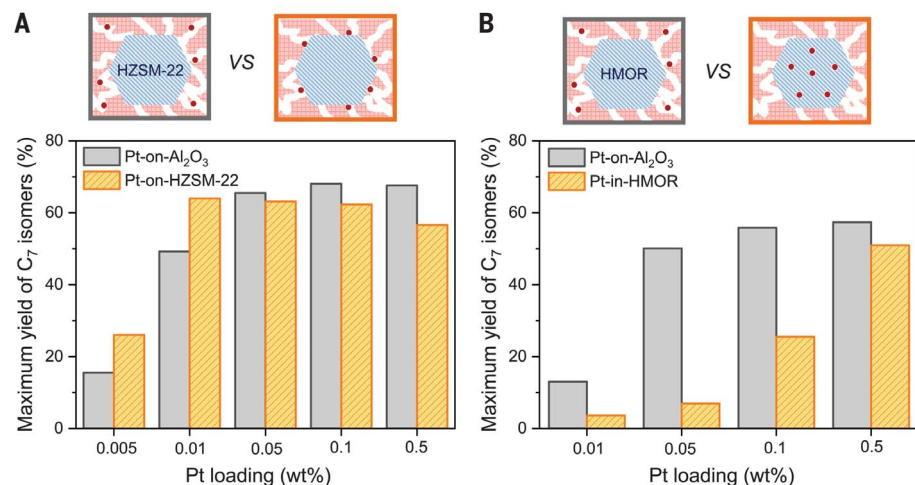 A
HZSM-22
VS
Maximum yield of C₇ isomers (%)
80
60
40
20
0
Pt-on-Al₂O₃
Pt-on-HZSM-22
0.005
0.01
0.05
0.1
0.5
Pt loading (wt%)
B
HMOR
VS
Maximum yield of C₇ isomers (%)
80
60
40
20
0
Pt-on-Al₂O₃
Pt-in-HMOR
0.01
0.05
0.1
0.5
Pt loading (wt%)